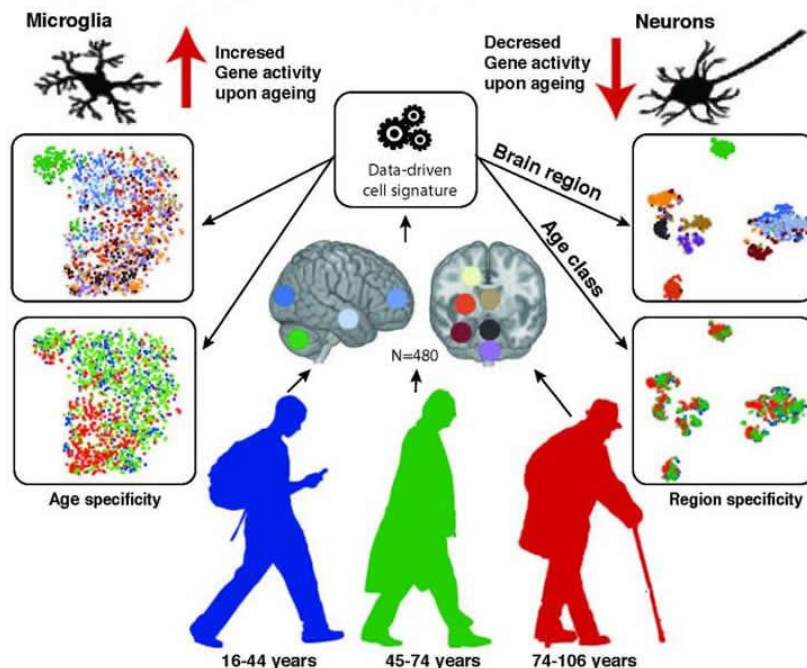 Microglia
Incresed
Gene activity
upon ageing
Decresed
Gene activity
upon ageing
Neurons
Data-driven
cell signature
Brain region
Age class
N=480
Age specificity
Region specificity
16-44 years
45-74 years
74-106 years